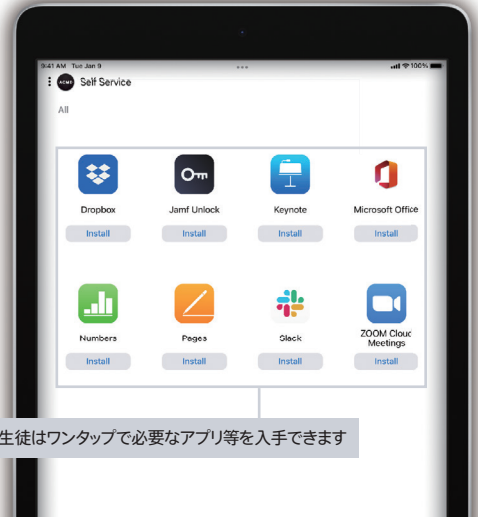 9:41 AM Tue Jan 9
100%
ACME
Self Service
All
Dropbox
Jamf Unlock
Keynote
Microsoft Office
Install
Install
Install
Install
Numbers
Pages
Slack
ZOOM Cloud
Meetings
Install
Install
Install
Install
生徒はワンタップで必要なアプリ等を入手できます